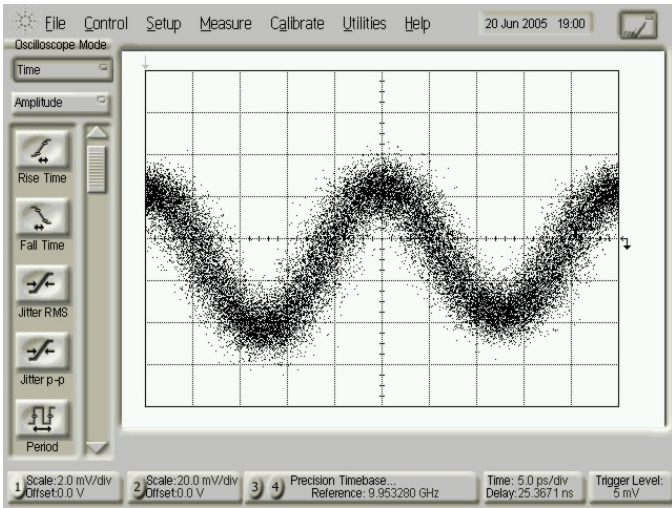 File Control Setup Measure Calibrate Utilities Help 20 Jun 2005 19:00
Oscilloscope Mode
Time
Amplitude
Rise Time
Fall Time
Jitter RMS
Jitter p-p
Period
1 Scale:2.0 mV/div
Offset:0.0 V
2 Scale:20.0 mV/div
Offset:0.0 V
3 4 Precision Timebase...
Reference: 9.953280 GHz
Time: 5.0 ps/div
Delay:25.3671 ns
Trigger Level:
5 mV